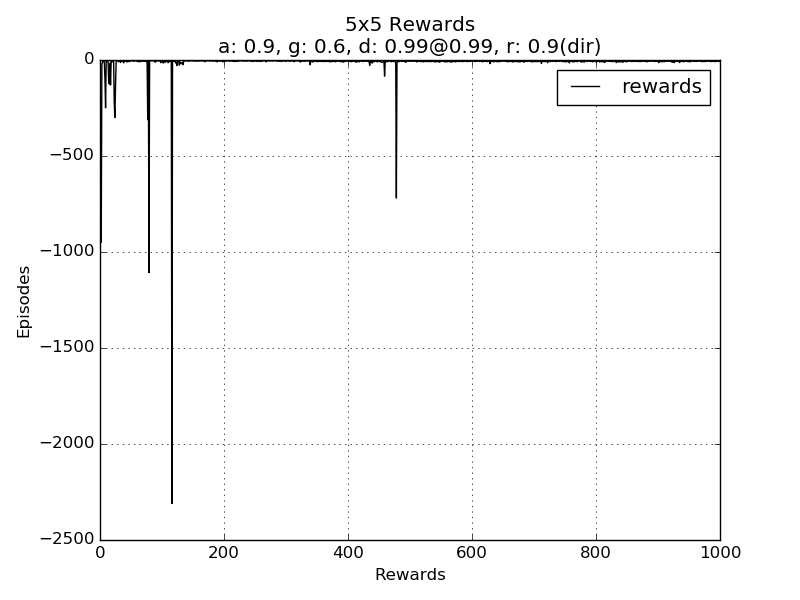 5x5 Rewards
a: 0.9, g: 0.6, d: 0.99@0.99, r: 0.9(dir)
rewards
0
−500
−1000
−1500
−2000
−2500
Episodes
0 200 400 600 800 1000
Rewards